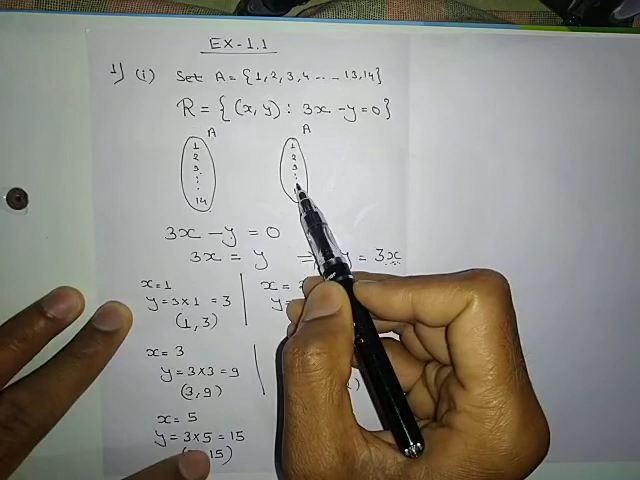 EX-1.1
1) (i) Set A = {1, 2, 3, 4 ... 13, 14}
R = {(x, y) : 3x - y = 0}
A A
1 1
2 2
3 3
14
3x - y = 0
3x = y = 3x
x = 1 x =
y = 3×1 = 3 y =
(1, 3)
x = 3
y = 3×3 = 9
(3, 9) )
x = 5
y = 3×5 = 15
15)